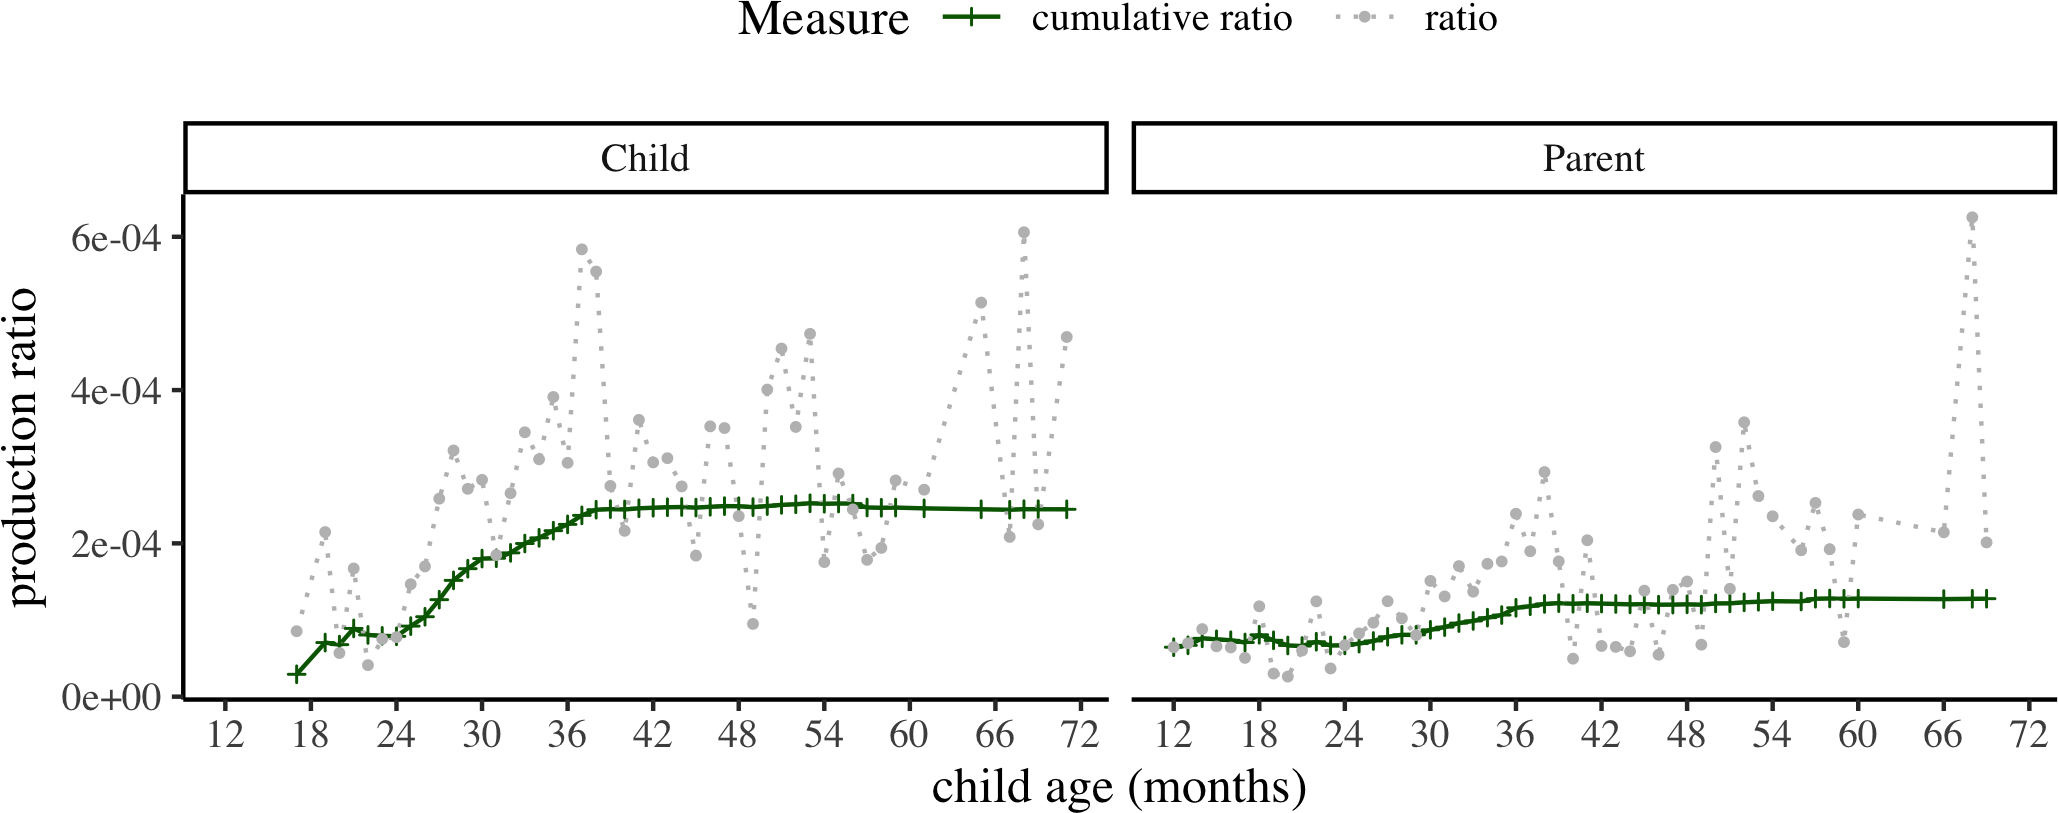 Measure cumulative ratio ratio
Child Parent
production ratio
6e-04
4e-04
2e-04
0e+00
12 18 24 30 36 42 48 54 60 66 72 12 18 24 30 36 42 48 54 60 66 72
child age (months)